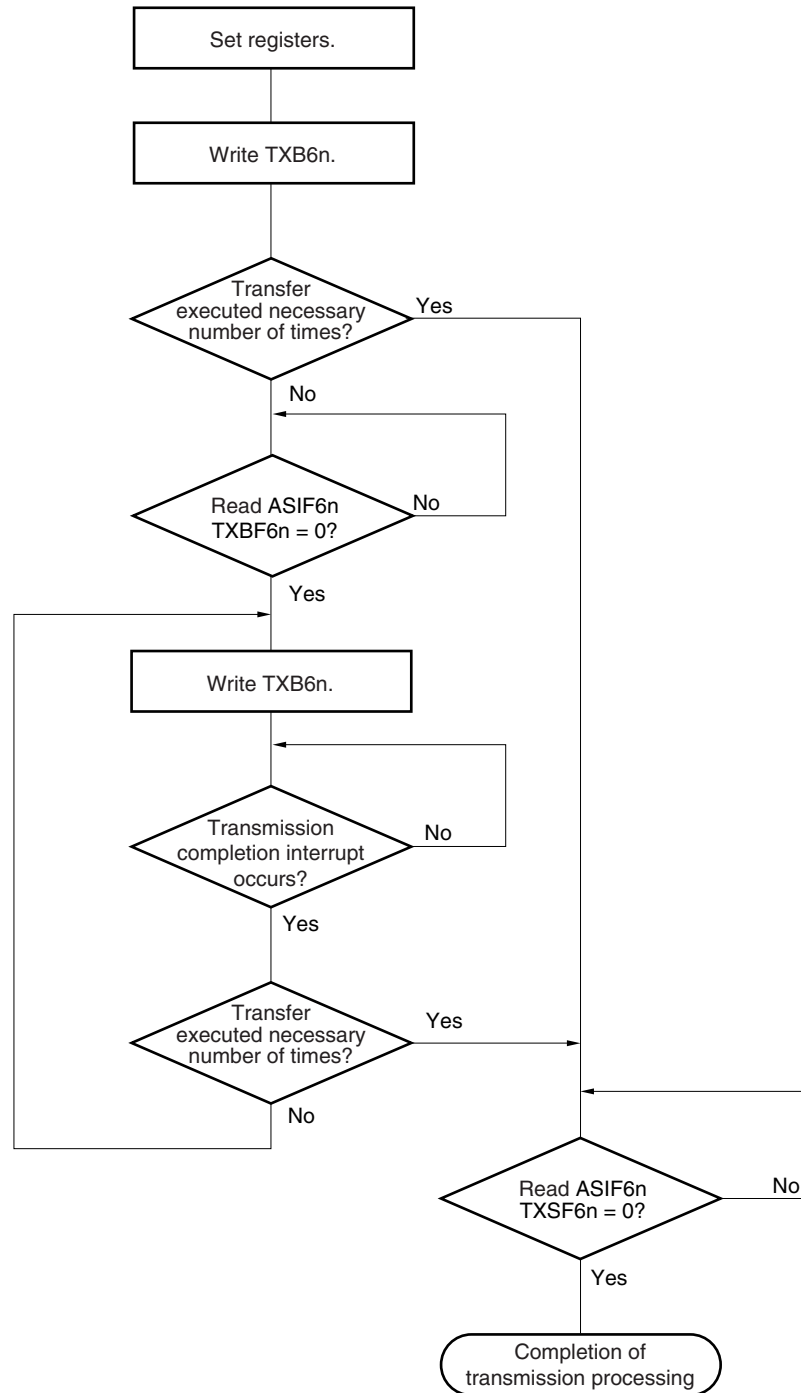 Set registers.
Write TXB6n.
Transfer
executed necessary
number of times?
Yes
No
Read ASIF6n
TXBF6n = 0?
No
Yes
Write TXB6n.
Transmission
completion interrupt
occurs?
No
Yes
Transfer
executed necessary
number of times?
Yes
No
Read ASIF6n
TXSF6n = 0?
No
Yes
Completion of
transmission processing